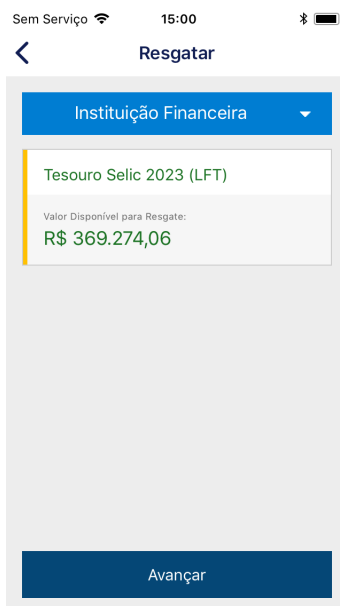 Sem Serviço 15:00
Resgatar
Instituição Financeira
Tesouro Selic 2023 (LFT)
Valor Disponível para Resgate:
R$ 369.274,06
Avançar